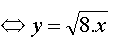 ⇔ y = √8.x